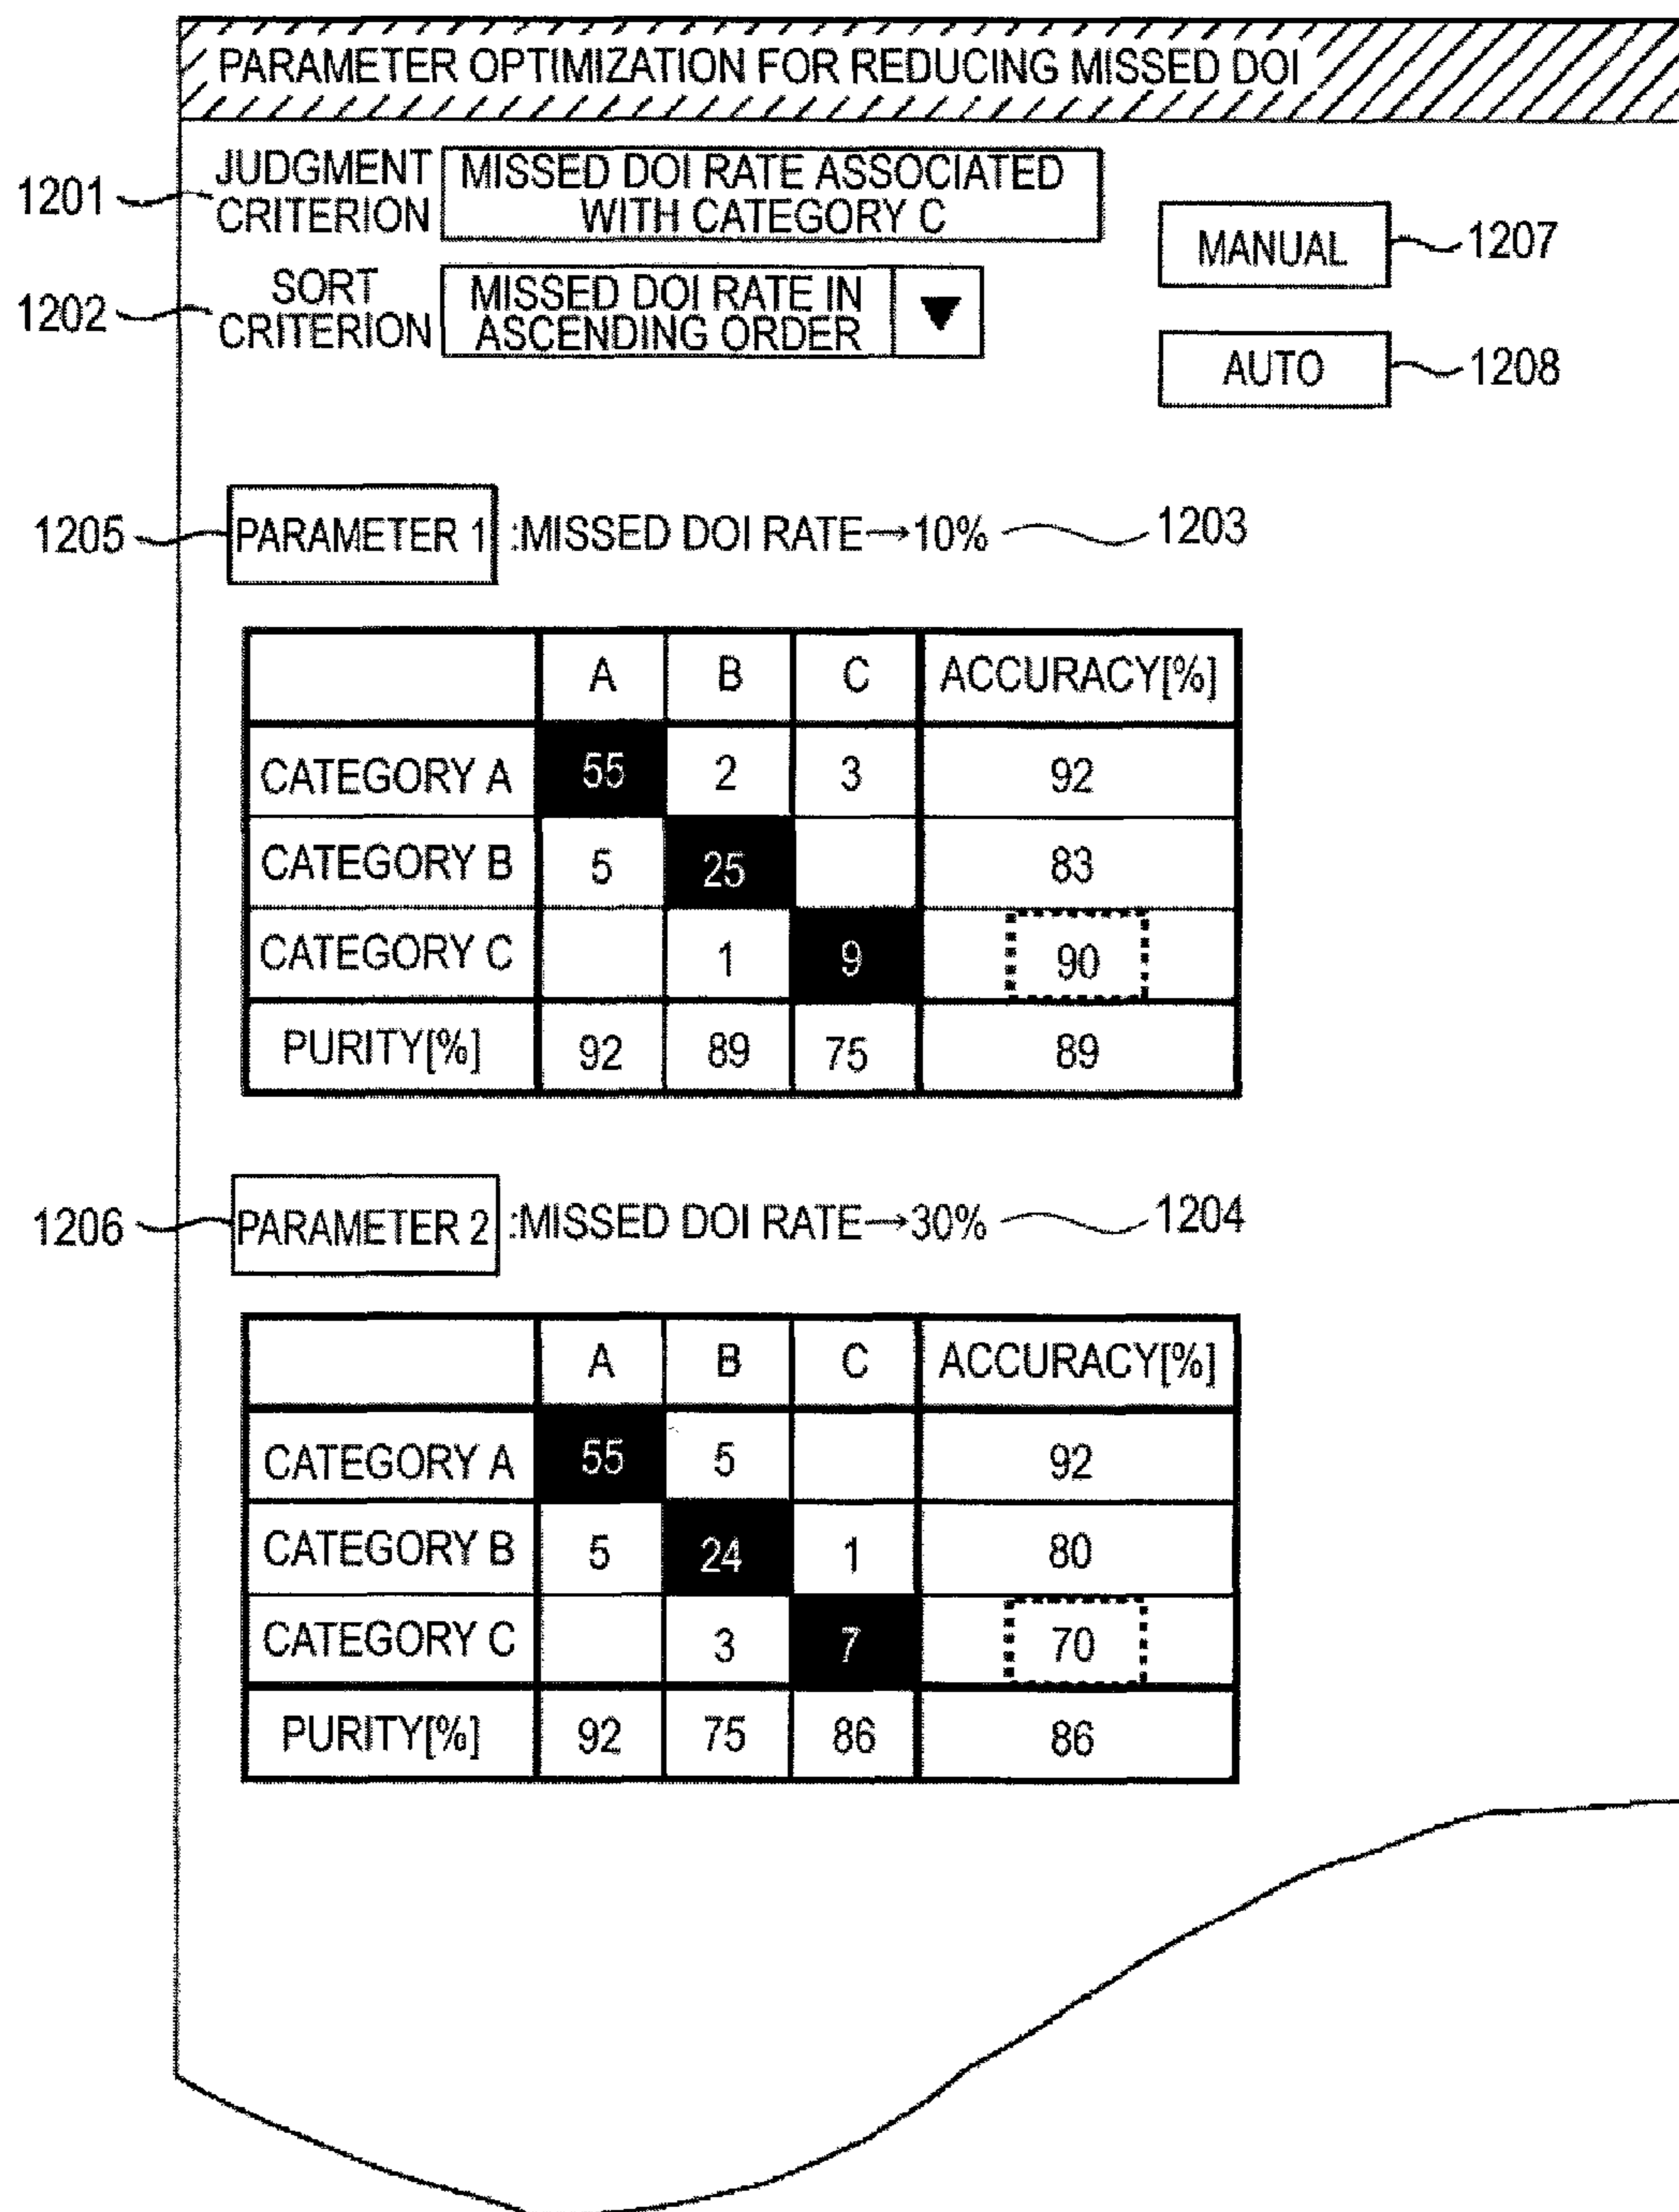 PARAMETER OPTIMIZATION FOR REDUCING MISSED DOI
1201
JUDGMENT
CRITERION
MISSED DOI RATE ASSOCIATED
WITH CATEGORY C
MANUAL
1207
1202
SORT
CRITERION
MISSED DOI RATE IN
ASCENDING ORDER
▼
AUTO
1208
1205
PARAMETER 1
:MISSED DOI RATE→10%
1203
A B C ACCURACY[%]
CATEGORY A 55 2 3 92
CATEGORY B 5 25 83
CATEGORY C 1 9 90
PURITY[%] 92 89 75 89
1206
PARAMETER 2
:MISSED DOI RATE→30%
1204
A B C ACCURACY[%]
CATEGORY A 55 5 92
CATEGORY B 5 24 1 80
CATEGORY C 3 7 70
PURITY[%] 92 75 86 86